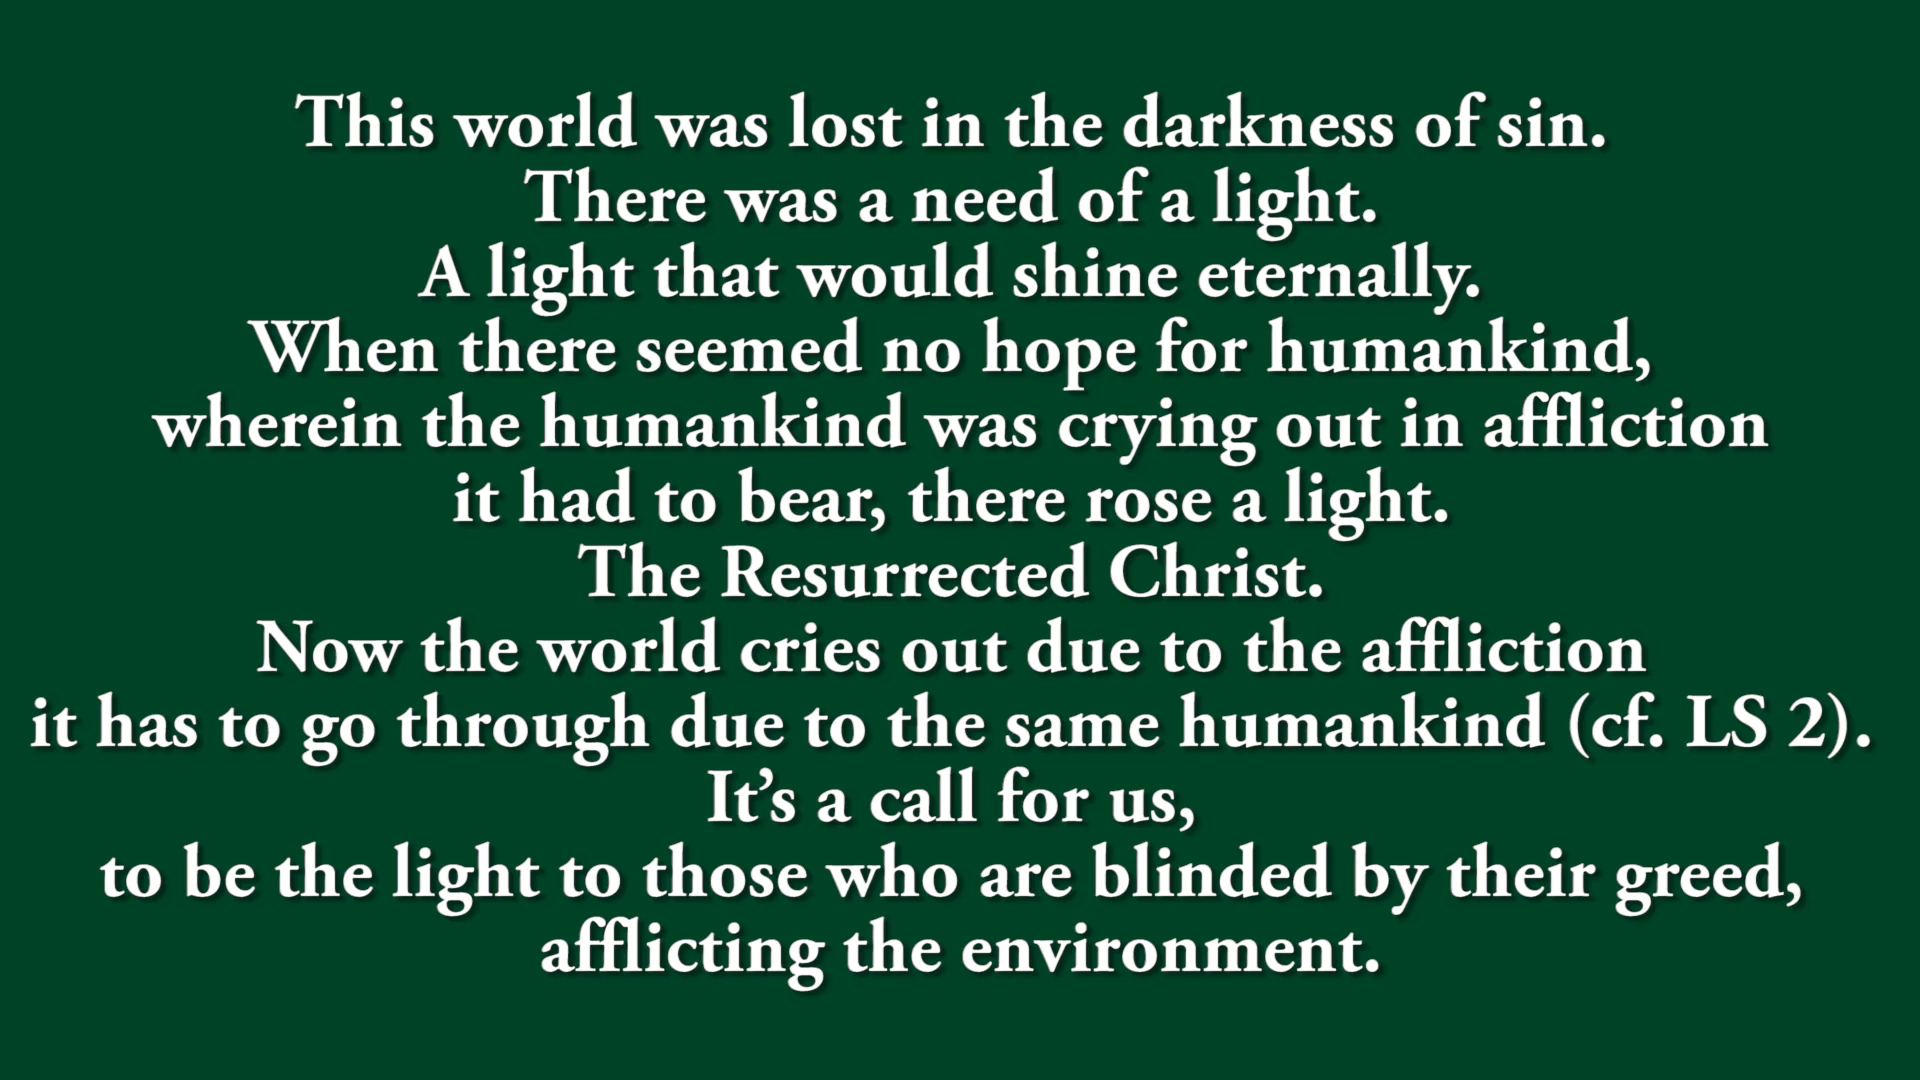 This world was lost in the darkness of sin.
There was a need of a light.
A light that would shine eternally.
When there seemed no hope for humankind,
wherein the humankind was crying out in affliction
it had to bear, there rose a light.
The Resurrected Christ.
Now the world cries out due to the affliction
it has to go through due to the same humankind (cf. LS 2).
It’s a call for us,
to be the light to those who are blinded by their greed,
afflicting the environment.